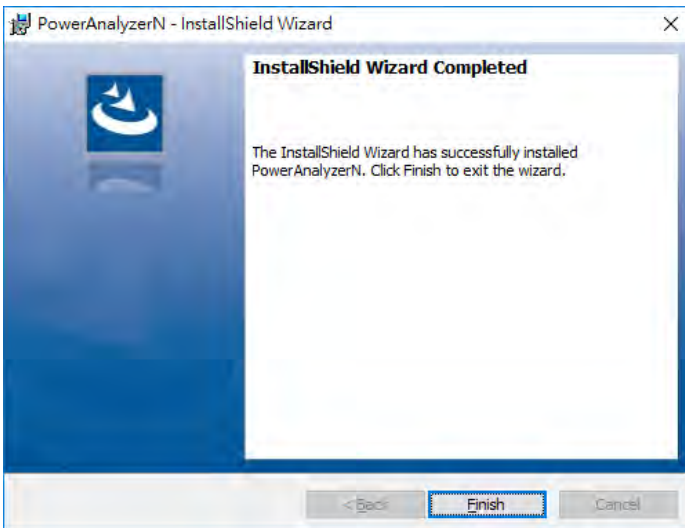 PowerAnalyzerN - InstallShield Wizard
InstallShield Wizard Completed
The InstallShield Wizard has successfully installed
PowerAnalyzerN. Click Finish to exit the wizard.
< Back
Finish
Cancel